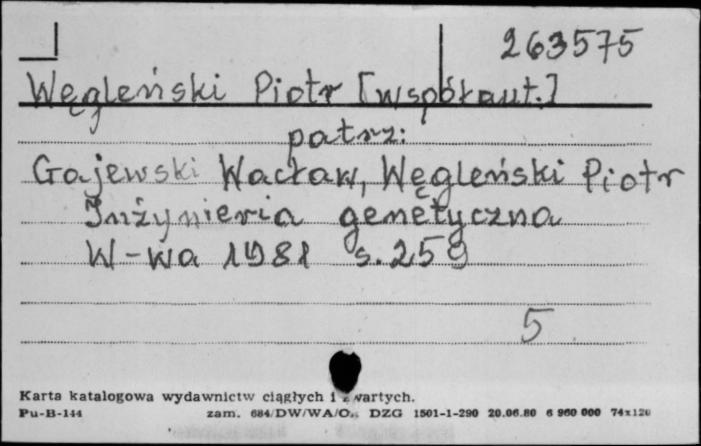 263575
Węgleński Piotr [współaut.]
patrz:
Gajewski Wacław, Węgleński Piotr
Inżynieria genetyczna
W-wa 1981 s. 259
5
Karta katalogowa wydawnictw ciągłych i zwartych.
Pu-B-144 zam. 684/DW/WA/O. DZG 1501-1-290 20.06.80 6 960 000 74x120